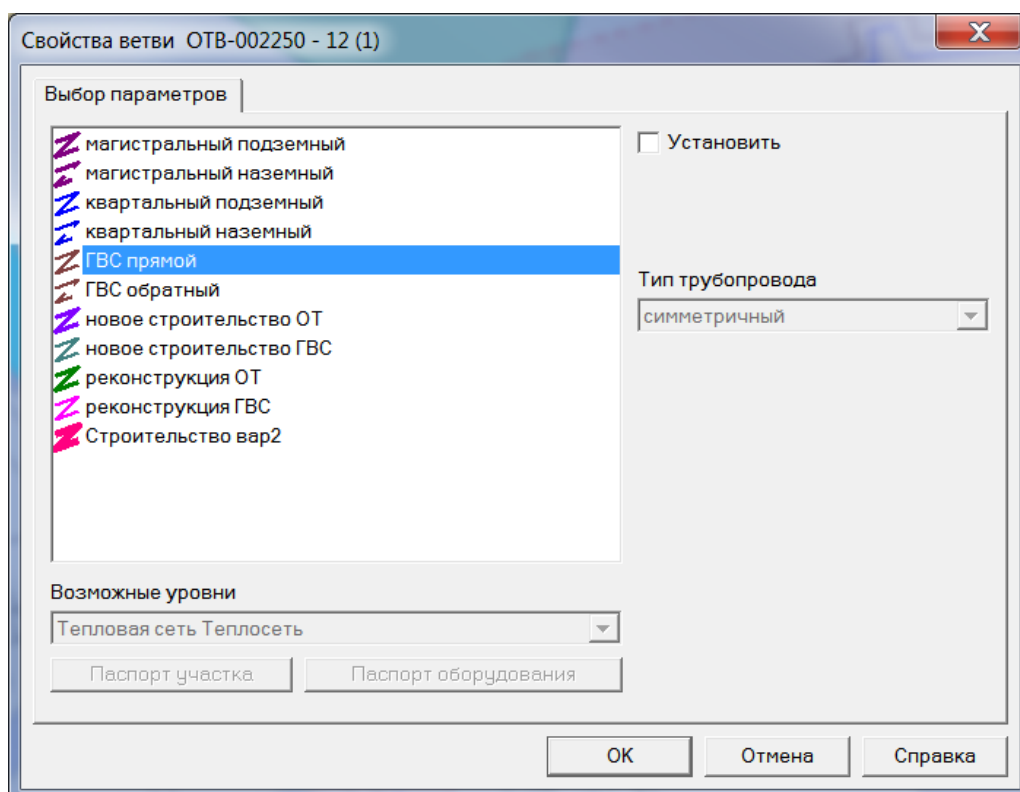 Свойства ветви ОТВ-002250 - 12 (1)
Выбор параметров
магистральный подземный
магистральный наземный
квартальный подземный
квартальный наземный
ГВС прямой
ГВС обратный
новое строительство ОТ
новое строительство ГВС
реконструкция ОТ
реконструкция ГВС
Строительство вар2
Установить
Тип трубопровода
симметричный
Возможные уровни
Тепловая сеть Теплосеть
Паспорт участка
Паспорт оборудования
ОК
Отмена
Справка